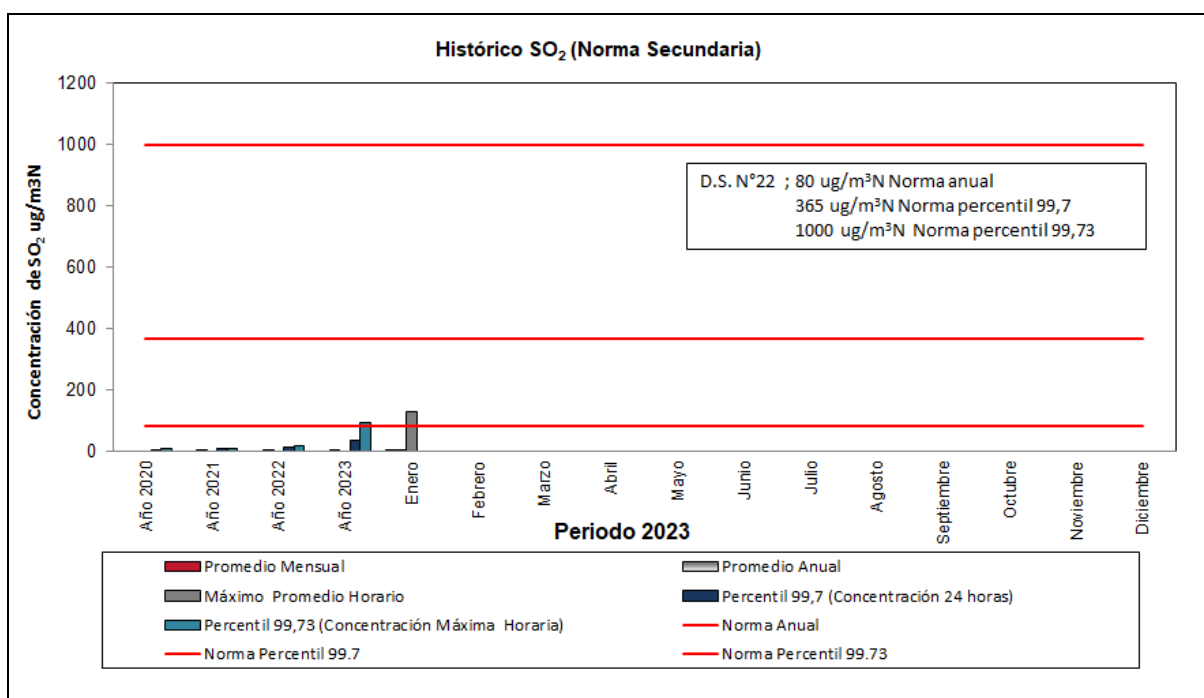 Histórico SO₂ (Norma Secundaria)
Concentración de SO₂ ug/m3N
1200
1000
800
600
400
200
0
D.S. N°22 ; 80 ug/m³N Norma anual
365 ug/m³N Norma percentil 99,7
1000 ug/m³N Norma percentil 99,73
Año 2020
Año 2021
Año 2022
Año 2023
Enero
Febrero
Marzo
Abril
Mayo
Junio
Julio
Agosto
Septiembre
Octubre
Noviembre
Diciembre
Periodo 2023
Promedio Mensual
Promedio Anual
Máximo Promedio Horario
Percentil 99,7 (Concentración 24 horas)
Percentil 99,73 (Concentración Máxima Horaria)
Norma Anual
Norma Percentil 99.7
Norma Percentil 99.73